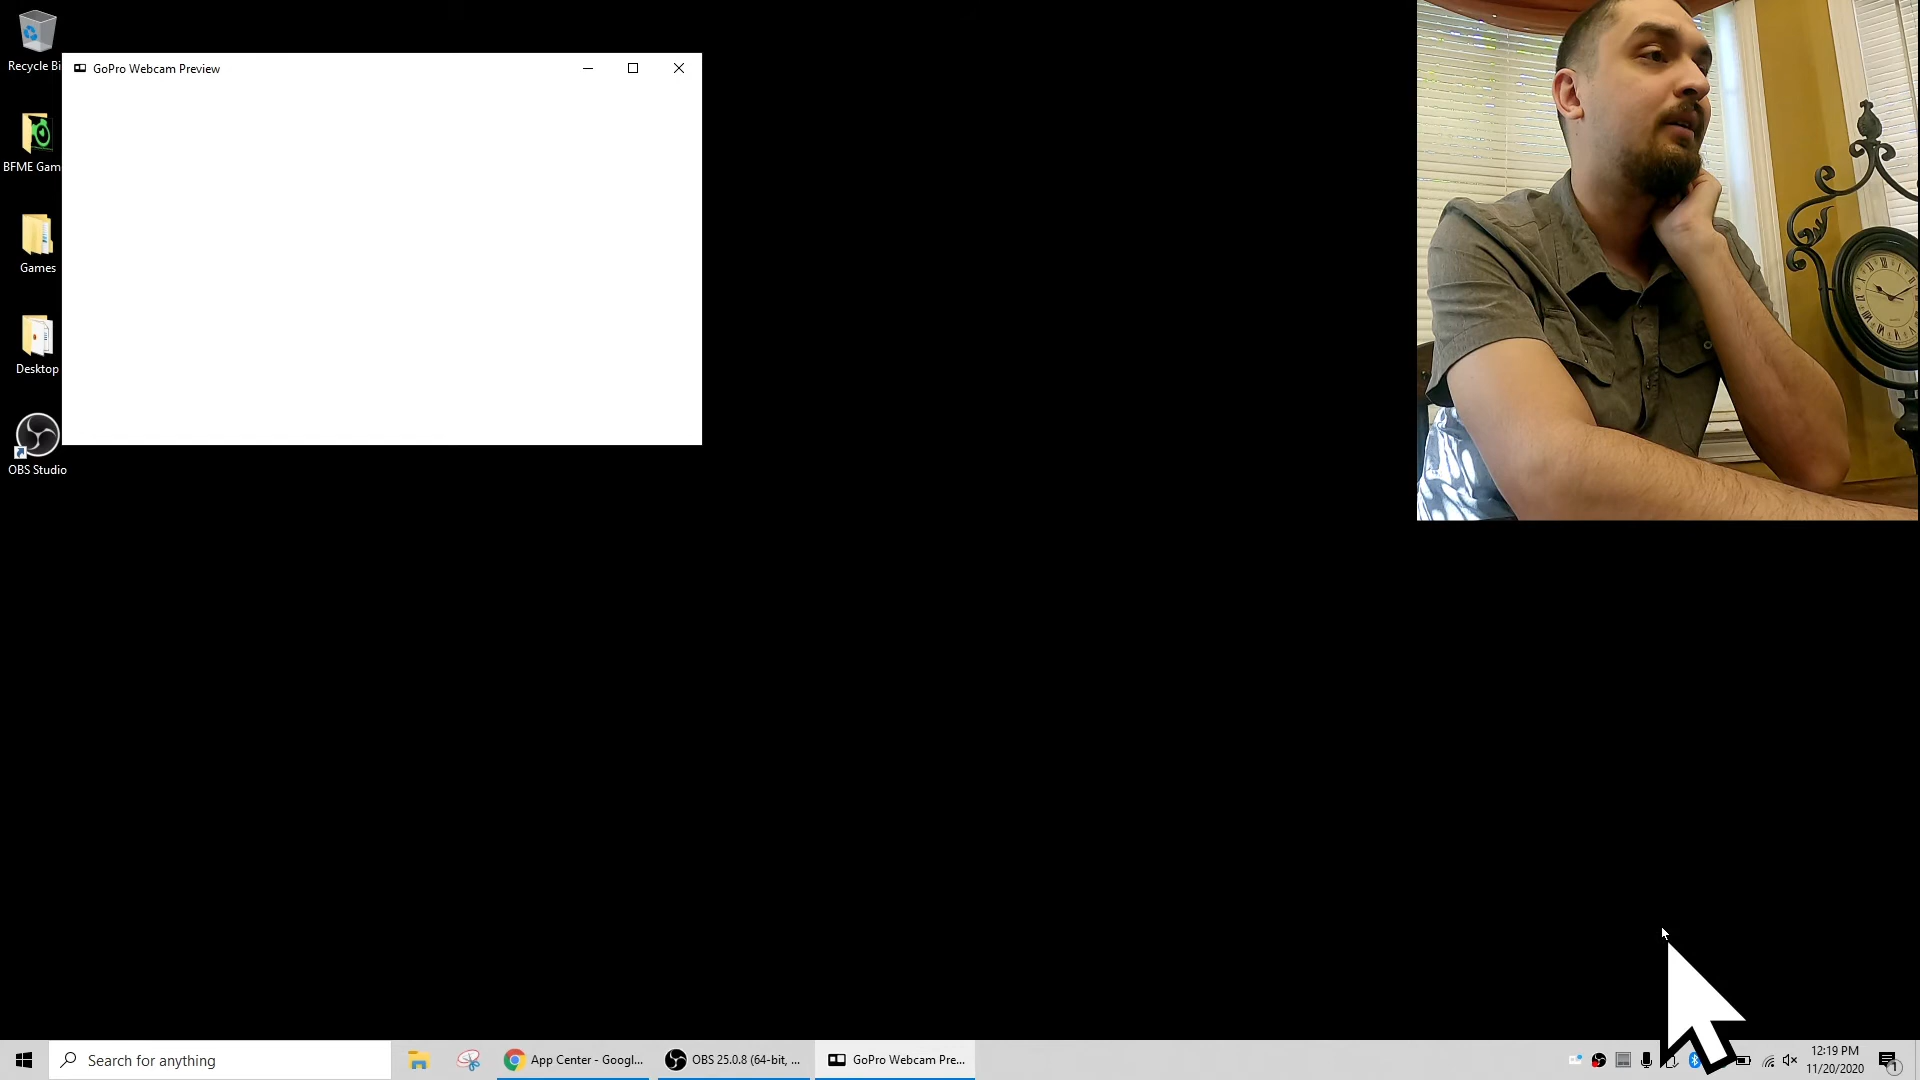 Recycle Bi
GoPro Webcam Preview
BFME Gam
Games
Desktop
OBS Studio
Search for anything
App Center - Googl...
OBS 25.0.8 (64-bit, ...
GoPro Webcam Pre...
12:19 PM
11/20/2020
1